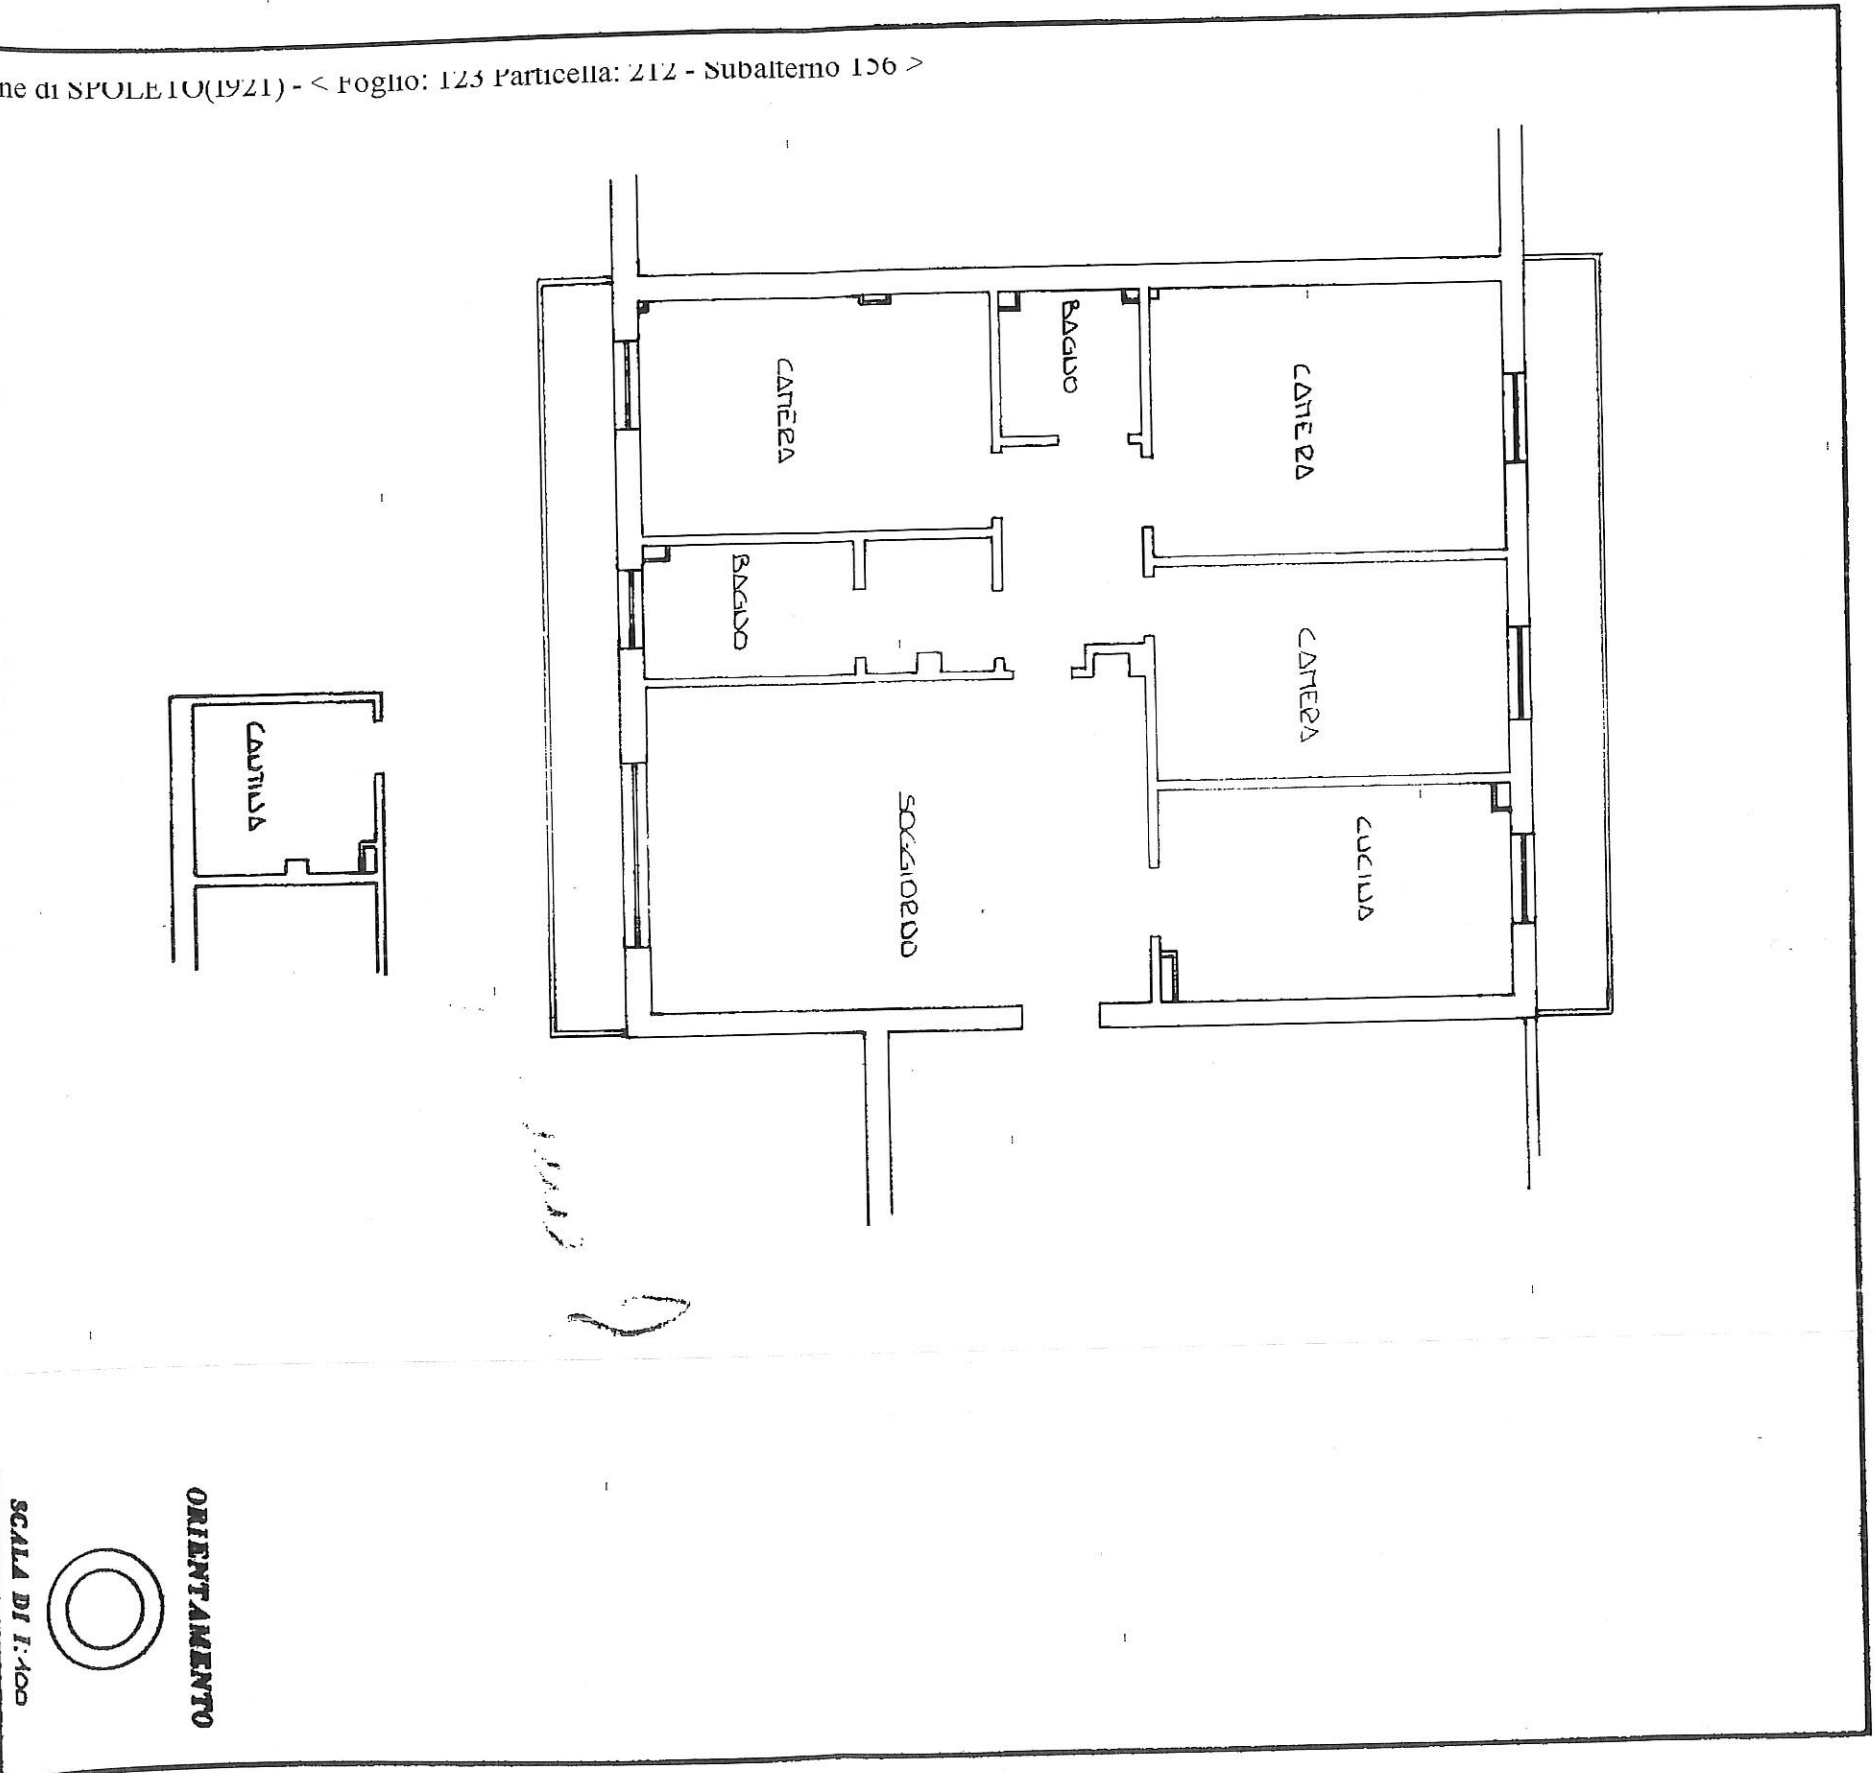 ne di SPOLETO(I921) - < Foglio: 123 Particella: 212 - Subalterno 156 >
CAMERA
BAGNO
CAMERA
BAGNO
CAMERA
CANTINA
SOGGIORNO
CUCINA
ORIENTAMENTO
SCALA DI 1:100